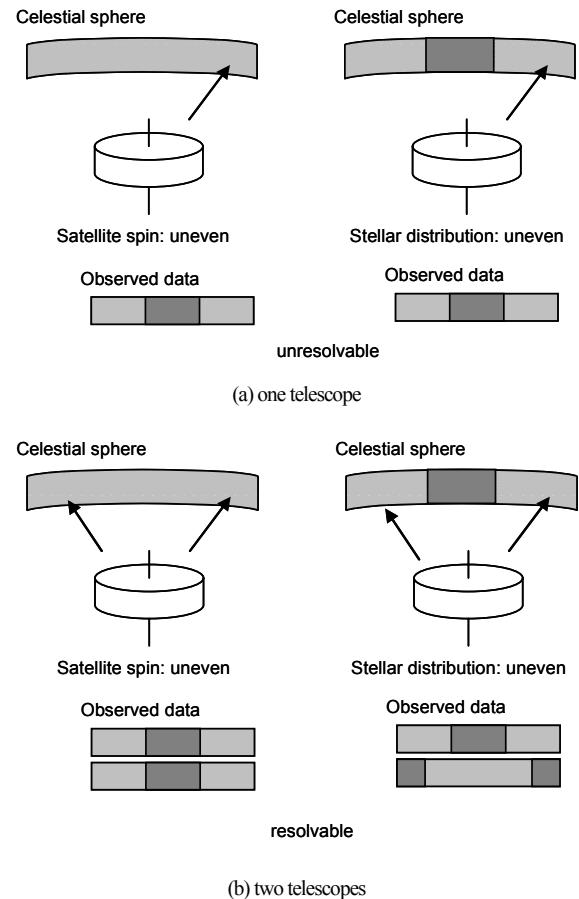 Celestial sphere
Celestial sphere
Satellite spin: uneven
Stellar distribution: uneven
Observed data
Observed data
unresolvable
(a) one telescope
Celestial sphere
Celestial sphere
Satellite spin: uneven
Stellar distribution: uneven
Observed data
Observed data
resolvable
(b) two telescopes